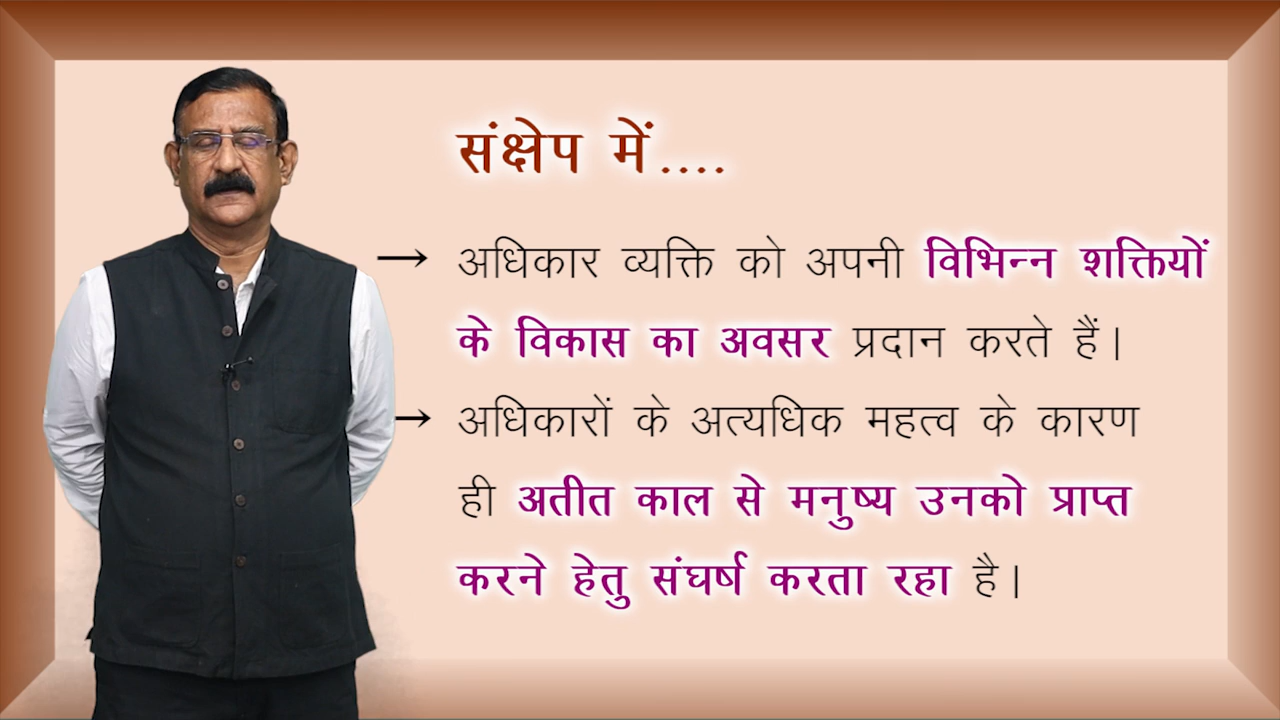 संक्षेप में....
→ अधिकार व्यक्ति को अपनी विभिन्न शक्तियों
के विकास का अवसर प्रदान करते हैं।
→ अधिकारों के अत्यधिक महत्व के कारण
ही अतीत काल से मनुष्य उनको प्राप्त
करने हेतु संघर्ष करता रहा है।